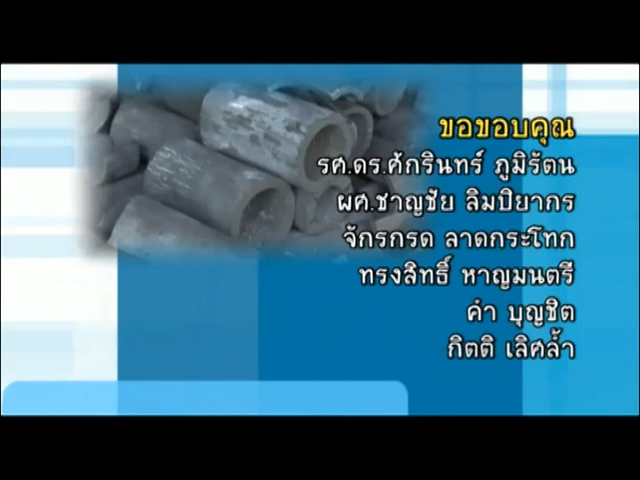 ขอขอบคุณ
รศ.ดร.ศักรินทร์ ภูมิรัตน
ผศ.ชาญชัย ลิมปิยากร
จักรกรด ลาดกระโทก
ทรงสิทธิ์ หาญมนตรี
คำ บุญชิต
กิตติ เลิศล้ำ